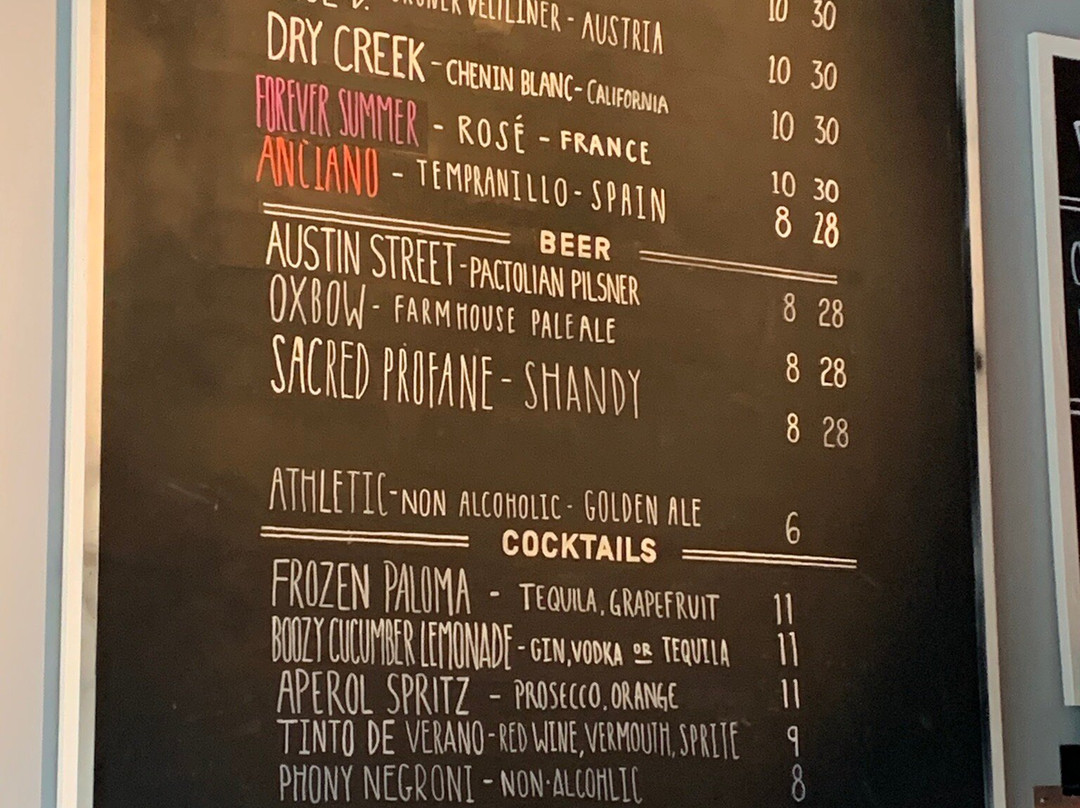 10 30
VELTLINER - AUSTRIA 10 30
DRY CREEK - CHENIN BLANC - CALIFORNIA 10 30
FOREVER SUMMER - ROSÉ - FRANCE 10 30
ANCIANO - TEMPRANILLO - SPAIN 8 28
BEER
AUSTIN STREET - PACTOLIAN PILSNER 8 28
OXBOW - FARMHOUSE PALE ALE 8 28
SACRED PROFANE - SHANDY 8 28
ATHLETIC - NON ALCOHOLIC - GOLDEN ALE 6
COCKTAILS
FROZEN PALOMA - TEQUILA, GRAPEFRUIT 11
BOOZY CUCUMBER LEMONADE - GIN, VODKA OR TEQUILA 11
APEROL SPRITZ - PROSECCO, ORANGE 11
TINTO DE VERANO - RED WINE, VERMOUTH, SPRITE 9
PHONY NEGRONI - NON-ALCOHLIC 8